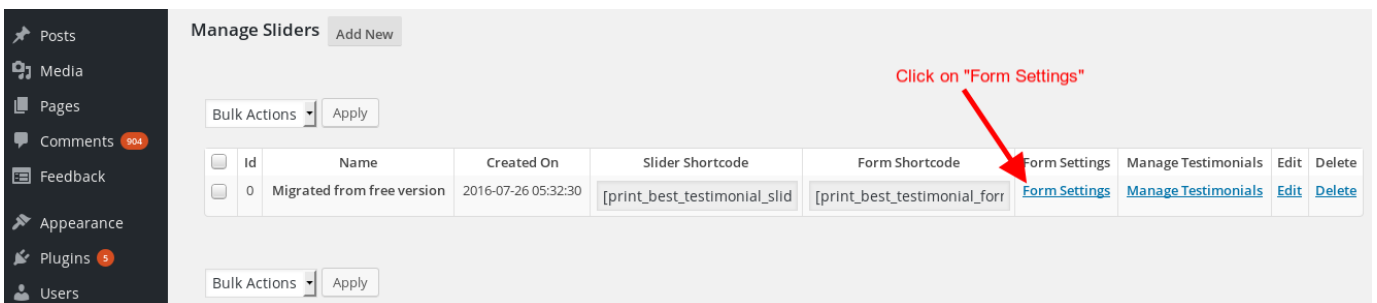 Posts
Media
Pages
Comments 904
Feedback
Appearance
Plugins 5
Users
Manage Sliders Add New
Click on "Form Settings"
Bulk Actions Apply
Id Name Created On Slider Shortcode Form Shortcode Form Settings Manage Testimonials Edit Delete
0 Migrated from free version 2016-07-26 05:32:30 [print_best_testimonial_slid [print_best_testimonial_forr Form Settings Manage Testimonials Edit Delete
Bulk Actions Apply